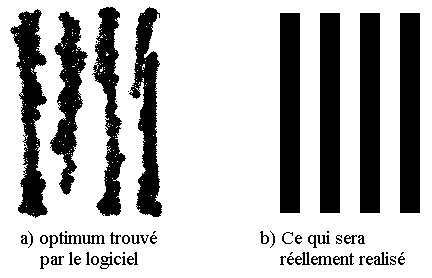 a) optimum trouvé
par le logiciel
b) Ce qui sera
réellement realisé